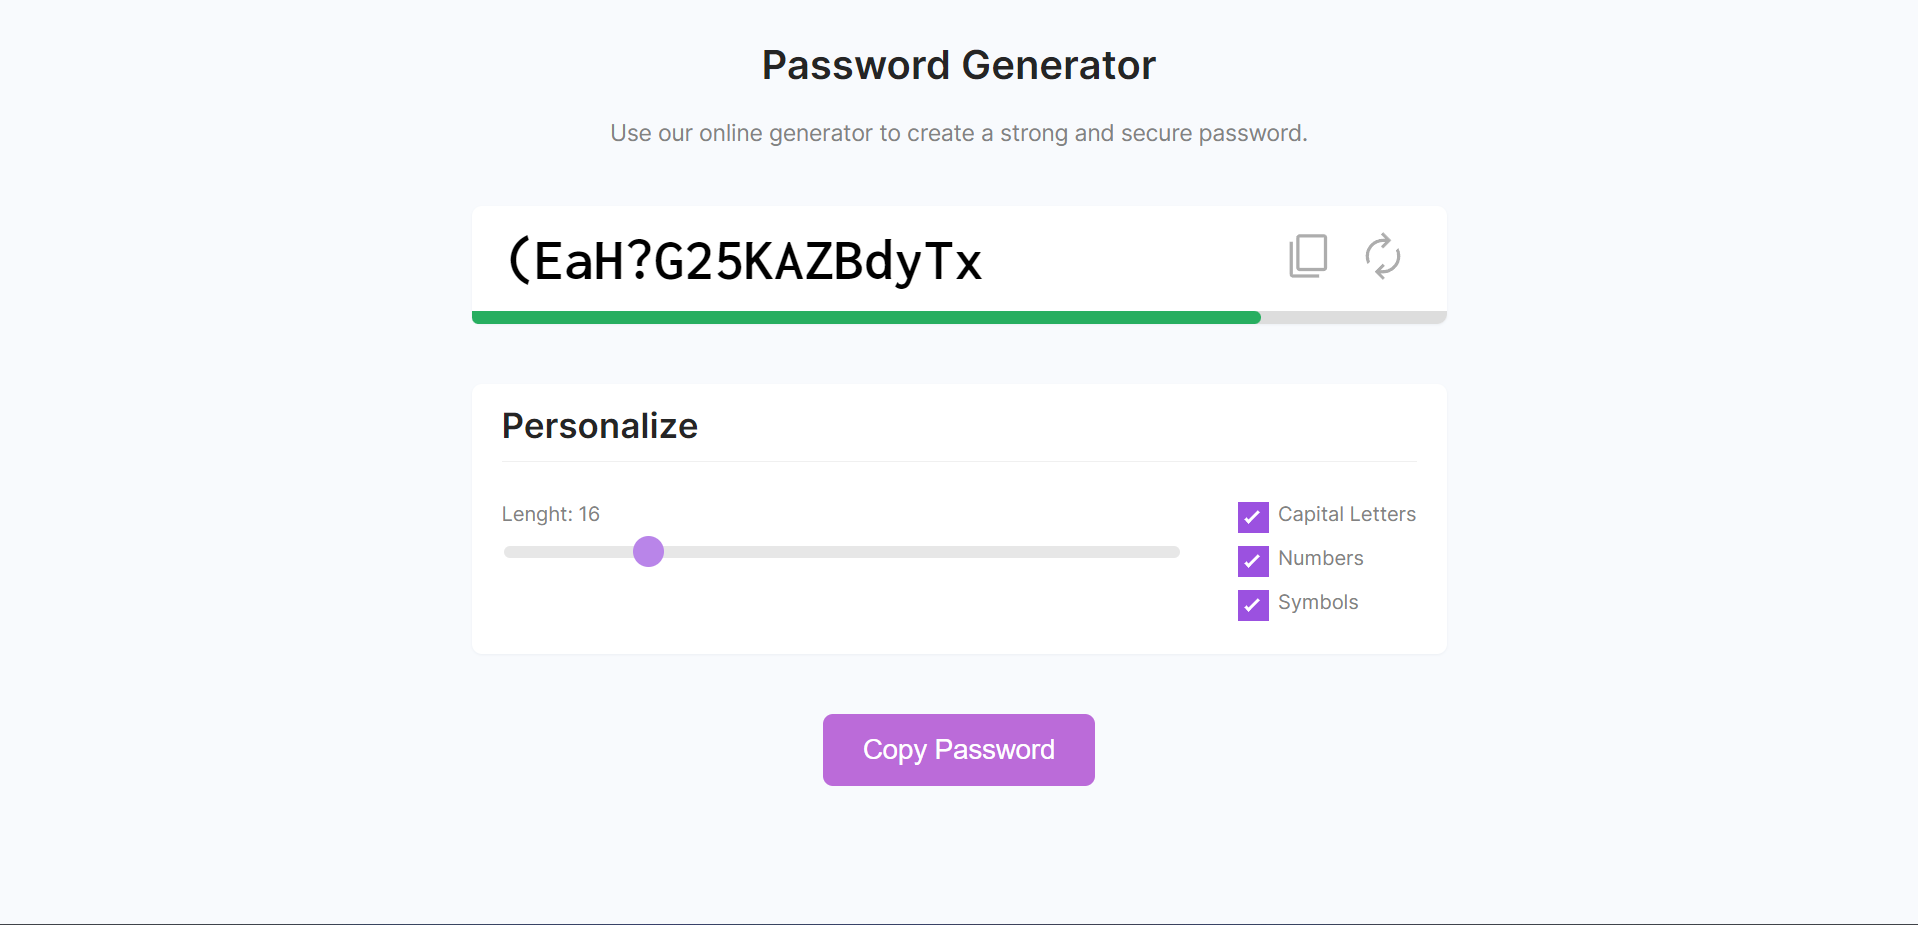 Password Generator
Use our online generator to create a strong and secure password.
(EaH?G25KAZBdyTx
Personalize
Lenght: 16
Capital Letters
Numbers
Symbols
Copy Password